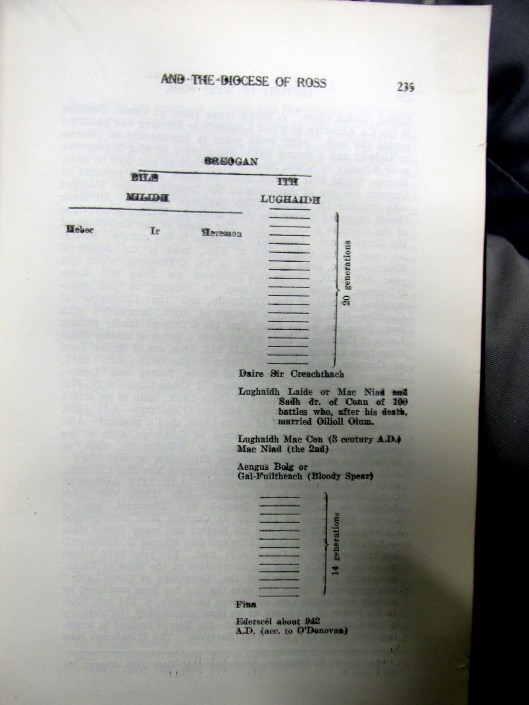 AND THE DIOCESE OF ROSS 235
BREOGAN
BILE ITH
MILIDH LUGHAIDH
Heber Ir Heremon
20 generations
Daire Sir Creachthach
Lughaidh Laide or Mac Niad and
Sadh dr. of Conn of 100
battles who, after his death,
married Oilioll Olum.
Lughaidh Mac Con (3 century A.D.)
Mac Niad (the 2nd)
Aengus Bolg or
Gai-Fuiltheach (Bloody Spear)
14 generations
Finn
Ederscél about 942
A.D. (acc. to O'Donovan)